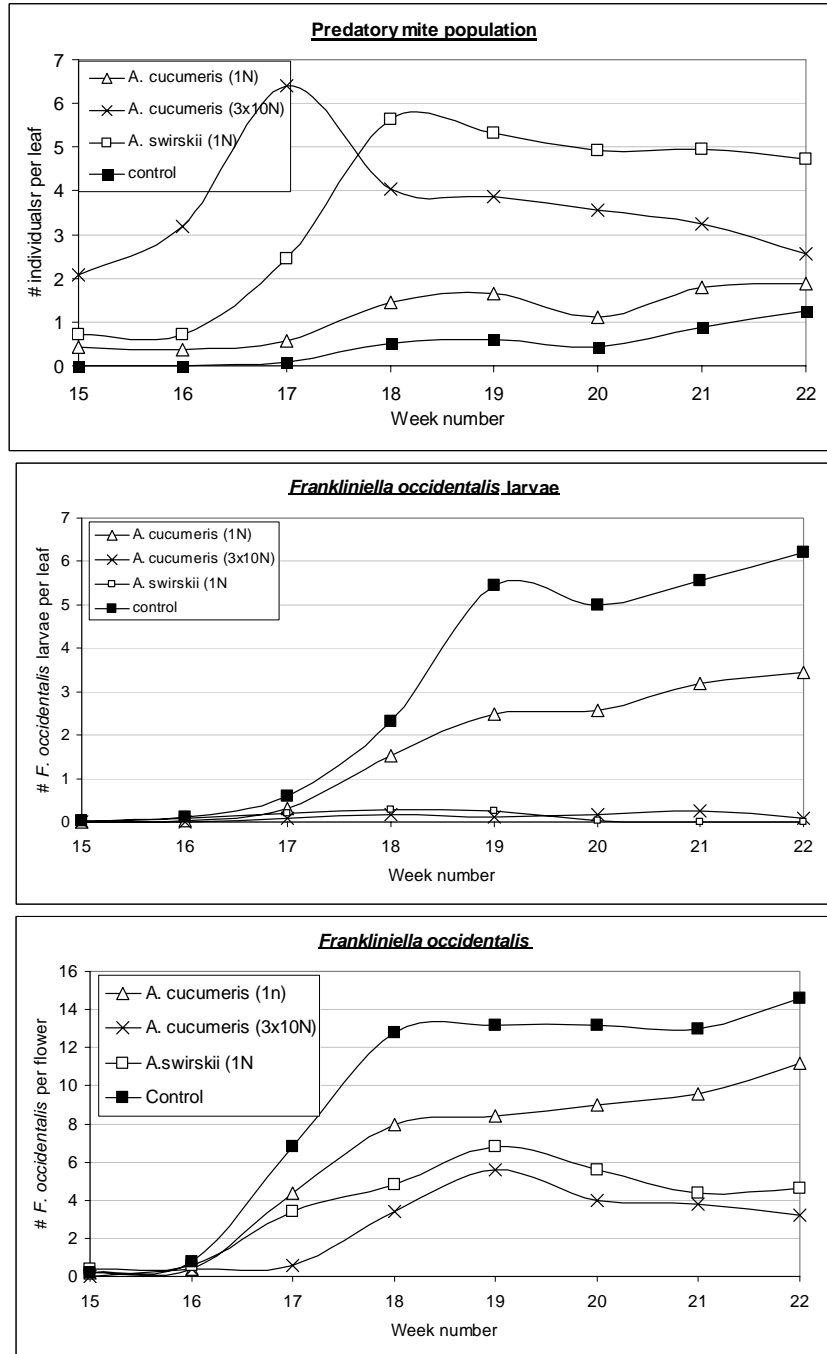 Predatory mite population
7
6
5
4
3
2
1
0
# individualsr per leaf
A. cucumeris (1N)
A. cucumeris (3x10N)
A. swirskii (1N)
control
15 16 17 18 19 20 21 22
Week number
Frankliniella occidentalis larvae
7
6
5
4
3
2
1
0
# F. occidentalis larvae per leaf
A. cucumeris (1N)
A. cucumeris (3x10N)
A. swirskii (1N
control
15 16 17 18 19 20 21 22
Week number
Frankliniella occidentalis
16
14
12
10
8
6
4
2
0
# F. occidentalis per flower
A. cucumeris (1n)
A. cucumeris (3x10N)
A.swirskii (1N
Control
15 16 17 18 19 20 21 22
Week number